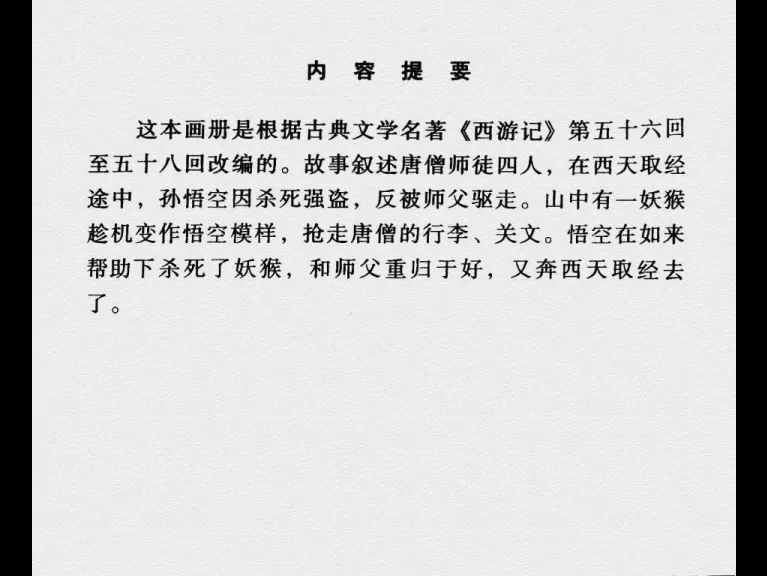 内容提要
这本画册是根据古典文学名著《西游记》第五十六回
至五十八回改编的。故事叙述唐僧师徒四人，在西天取经
途中，孙悟空因杀死强盗，反被师父驱走。山中有一妖猴
趁机变作悟空模样，抢走唐僧的行李、关文。悟空在如来
帮助下杀死了妖猴，和师父重归于好，又奔西天取经去
了。